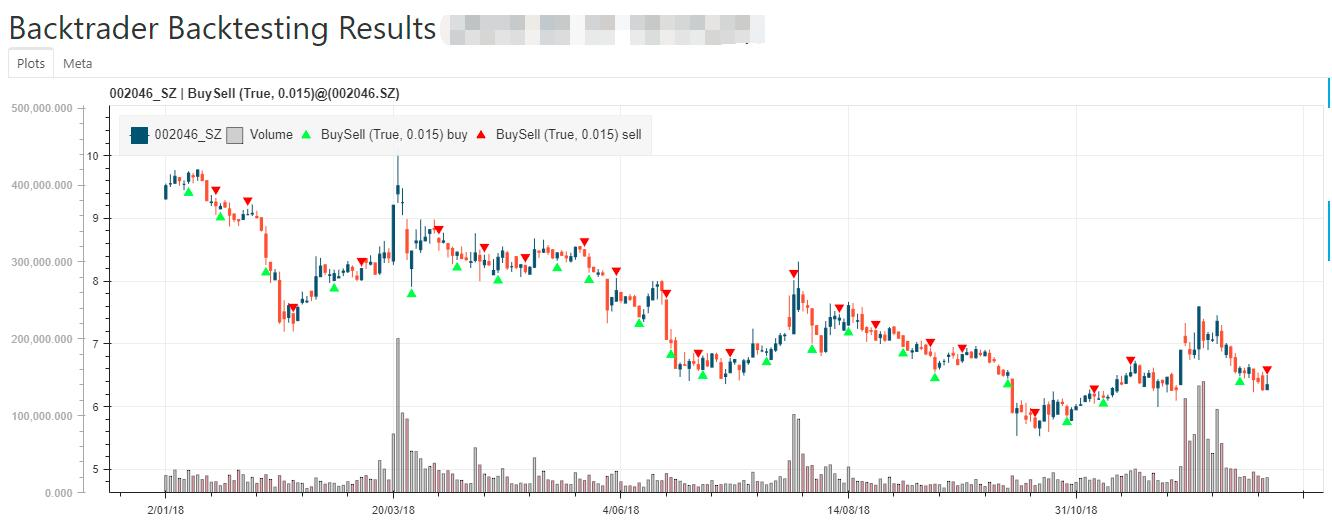 Backtrader Backtesting Results
Plots Meta
002046_SZ | BuySell (True, 0.015)@(002046.SZ)
002046_SZ Volume BuySell (True, 0.015) buy BuySell (True, 0.015) sell
500,000.000
400,000.000
300,000.000
200,000.000
100,000.000
0.000
10
9
8
7
6
5
2/01/18 20/03/18 4/06/18 14/08/18 31/10/18